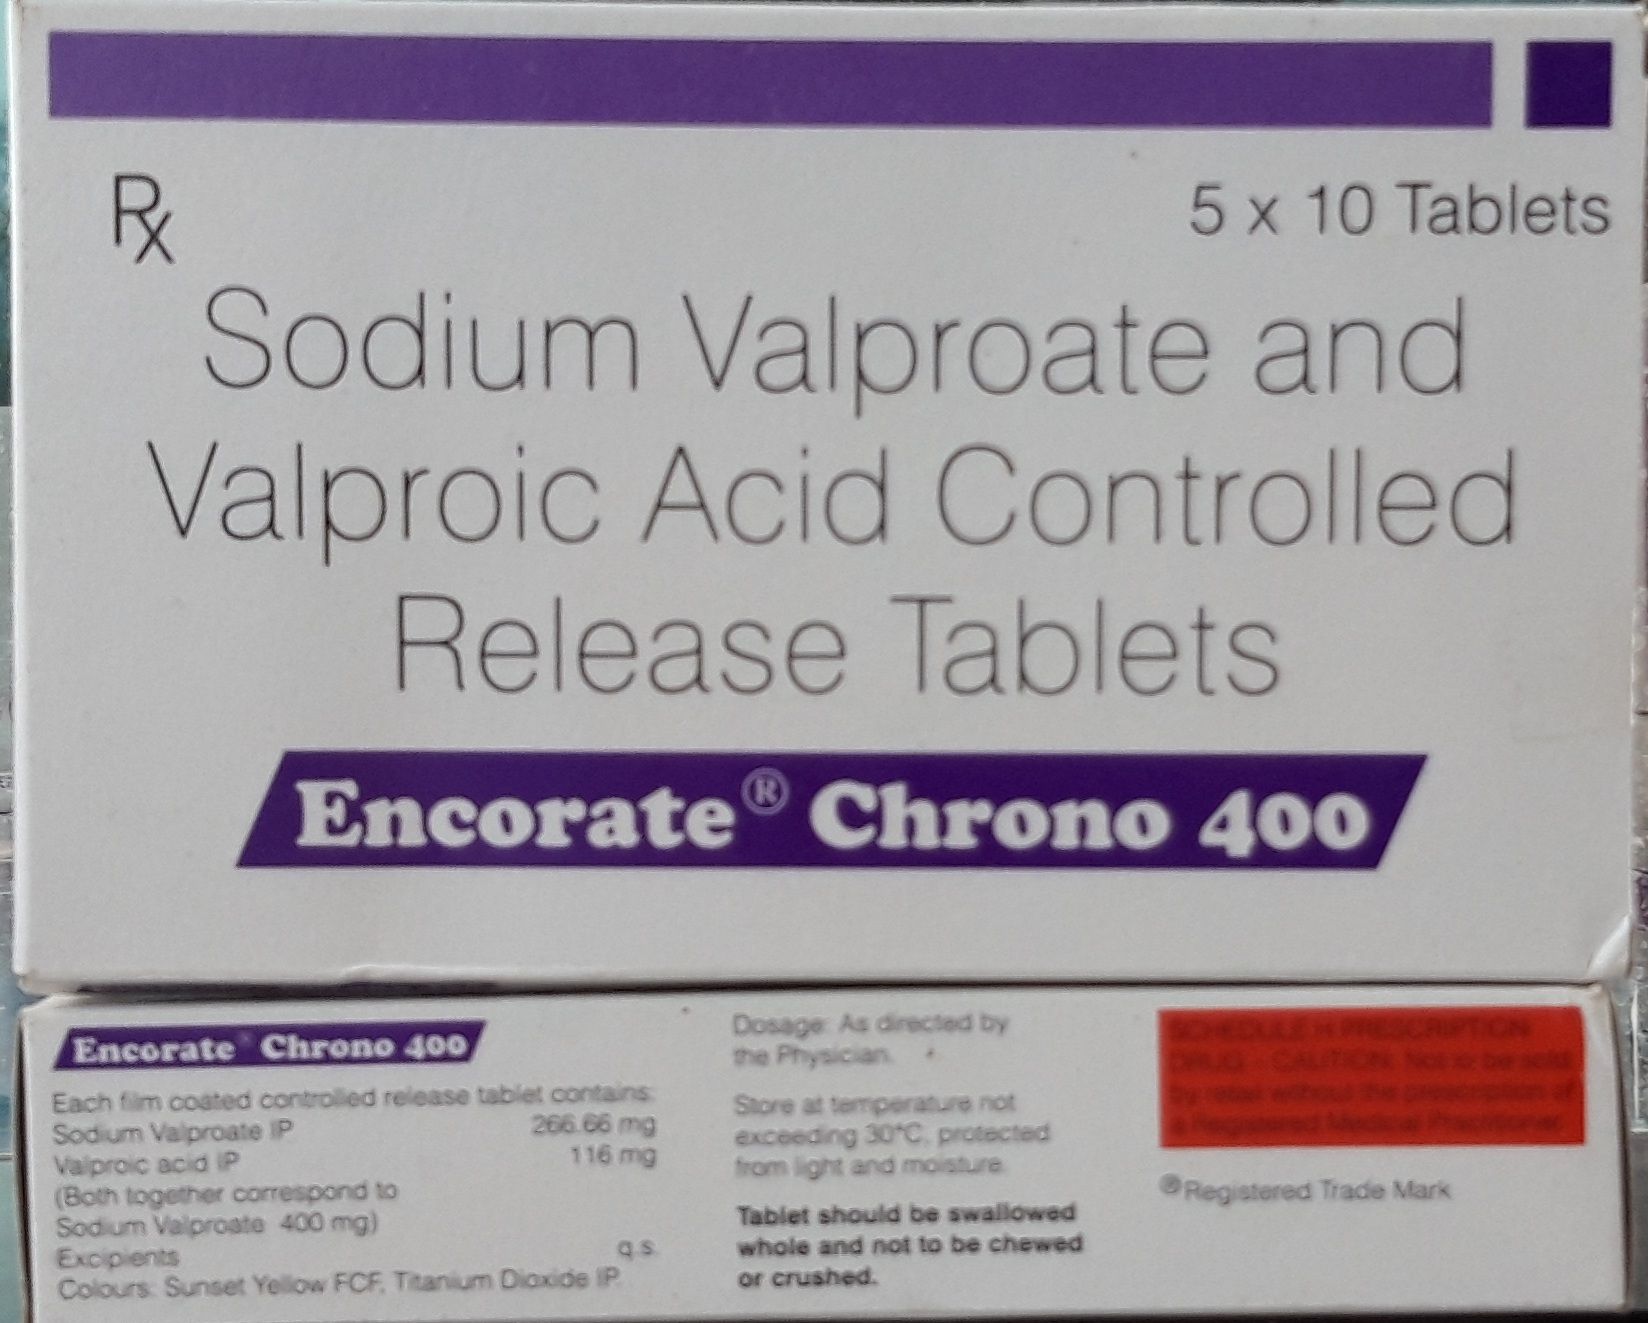 Rx
5 x 10 Tablets
Sodium Valproate and
Valproic Acid Controlled
Release Tablets
Encorate® Chrono 400
Encorate® Chrono 400
Each film coated controlled release tablet contains:
Sodium Valproate IP 266.66 mg
Valproic acid IP 116 mg
(Both together correspond to
Sodium Valproate 400 mg)
Excipients q.s.
Colours: Sunset Yellow FCF, Titanium Dioxide IP
Dosage: As directed by
the Physician.
Store at temperature not
exceeding 30°C, protected
from light and moisture.
Tablet should be swallowed
whole and not to be chewed
or crushed.
SCHEDULE H PRESCRIPTION
DRUG - CAUTION: Not to be sold
by retail without the prescription of
a Registered Medical Practitioner.
®Registered Trade Mark